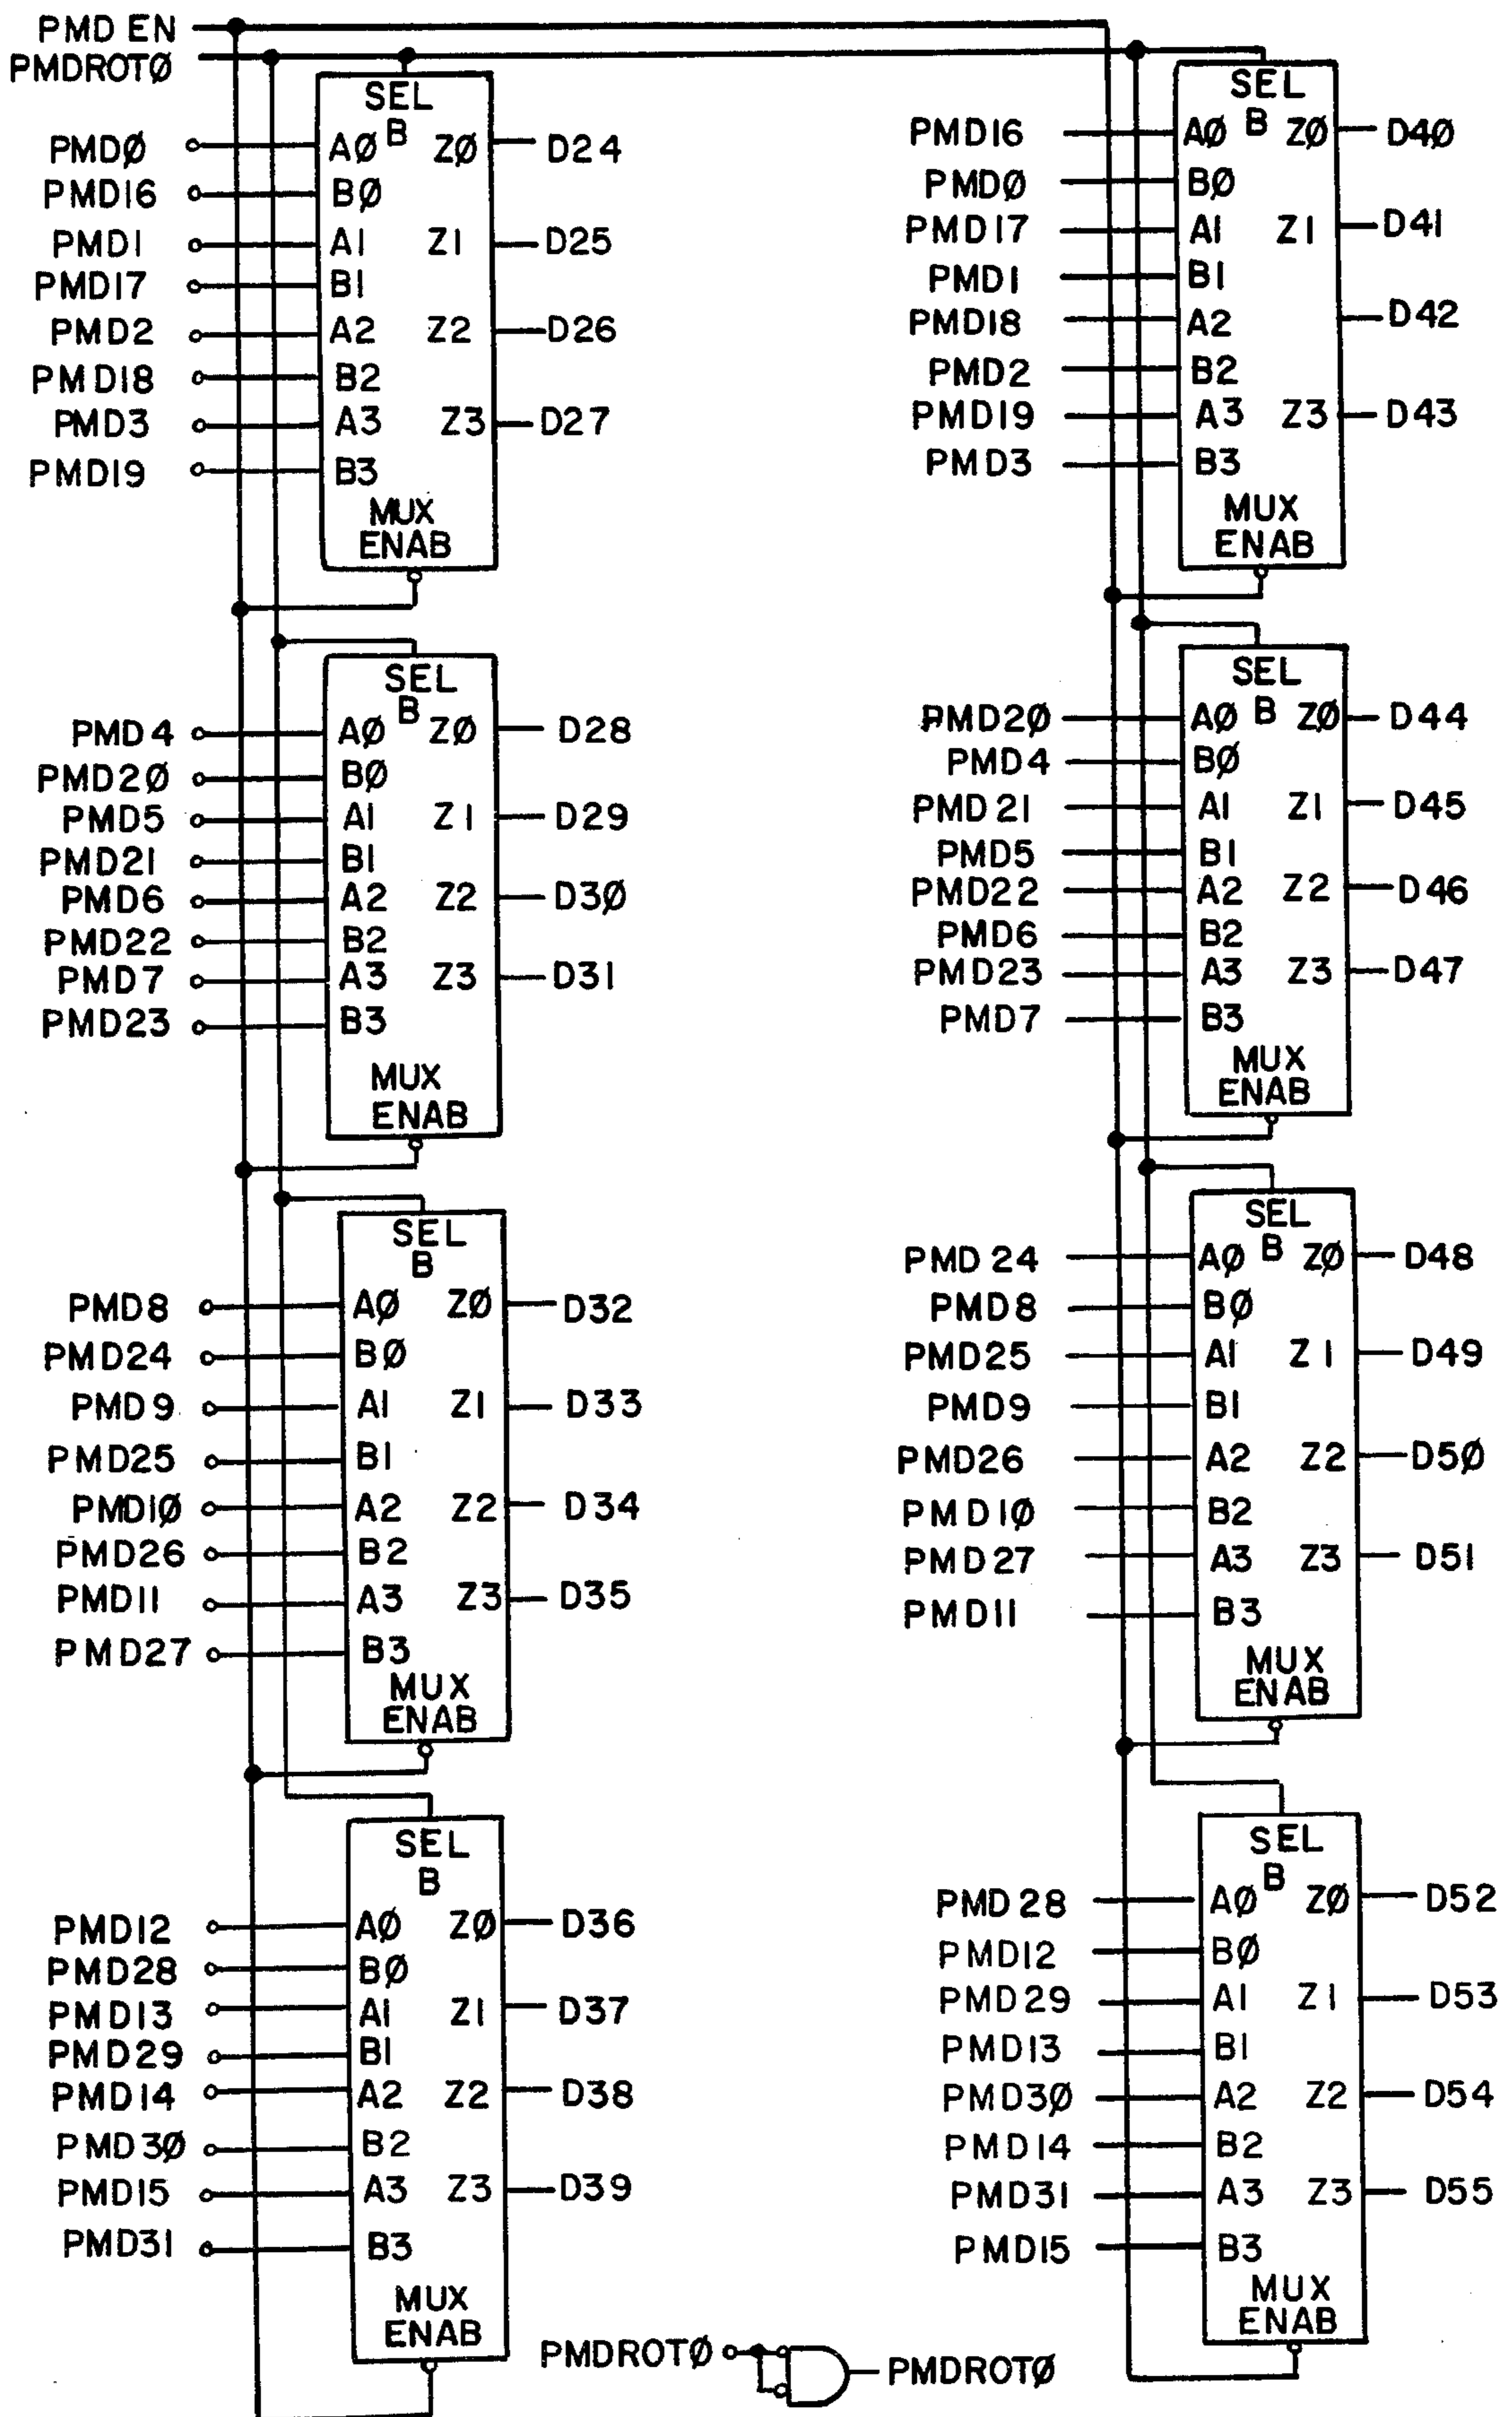 PMD EN
PMDROTØ
SEL
B
PMDØ AØ ZØ D24
PMD16 BØ
PMD1 A1 Z1 D25
PMD17 B1
PMD2 A2 Z2 D26
PMD18 B2
PMD3 A3 Z3 D27
PMD19 B3
MUX
ENAB
SEL
B
PMD4 AØ ZØ D28
PMD20 BØ
PMD5 A1 Z1 D29
PMD21 B1
PMD6 A2 Z2 D3Ø
PMD22 B2
PMD7 A3 Z3 D31
PMD23 B3
MUX
ENAB
SEL
B
PMD8 AØ ZØ D32
PMD24 BØ
PMD9 A1 Z1 D33
PMD25 B1
PMD1Ø A2 Z2 D34
PMD26 B2
PMD11 A3 Z3 D35
PMD27 B3
MUX
ENAB
SEL
B
PMD12 AØ ZØ D36
PMD28 BØ
PMD13 A1 Z1 D37
PMD29 B1
PMD14 A2 Z2 D38
PMD3Ø B2
PMD15 A3 Z3 D39
PMD31 B3
MUX
ENAB
SEL
PMD16 AØ B ZØ D4Ø
PMDØ BØ
PMD17 A1 Z1 D41
PMD1 B1
PMD18 A2 D42
PMD2 B2
PMD19 A3 Z3 D43
PMD3 B3
MUX
ENAB
SEL
PMD2Ø AØ B ZØ D44
PMD4 BØ
PMD21 A1 Z1 D45
PMD5 B1
PMD22 A2 Z2 D46
PMD6 B2
PMD23 A3 Z3 D47
PMD7 B3
MUX
ENAB
SEL
PMD24 AØ B ZØ D48
PMD8 BØ
PMD25 A1 Z1 D49
PMD9 B1
PMD26 A2 Z2 D5Ø
PMD1Ø B2
PMD27 A3 Z3 D51
PMD11 B3
MUX
ENAB
SEL
B
PMD28 AØ ZØ D52
PMD12 BØ
PMD29 A1 Z1 D53
PMD13 B1
PMD3Ø A2 Z2 D54
PMD14 B2
PMD31 A3 Z3 D55
PMD15 B3
MUX
ENAB
PMDROTØ PMDROTØ